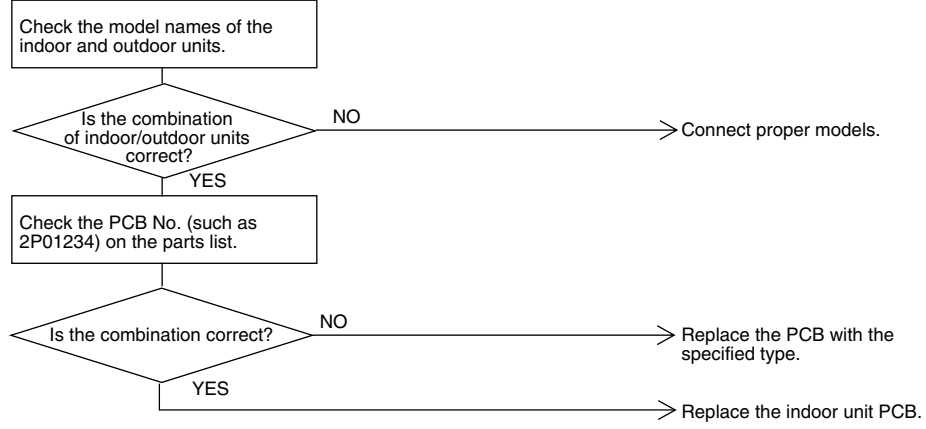 Check the model names of the
indoor and outdoor units.
Is the combination
of indoor/outdoor units
correct?
NO
Connect proper models.
YES
Check the PCB No. (such as
2P01234) on the parts list.
Is the combination correct?
NO
Replace the PCB with the
specified type.
YES
Replace the indoor unit PCB.